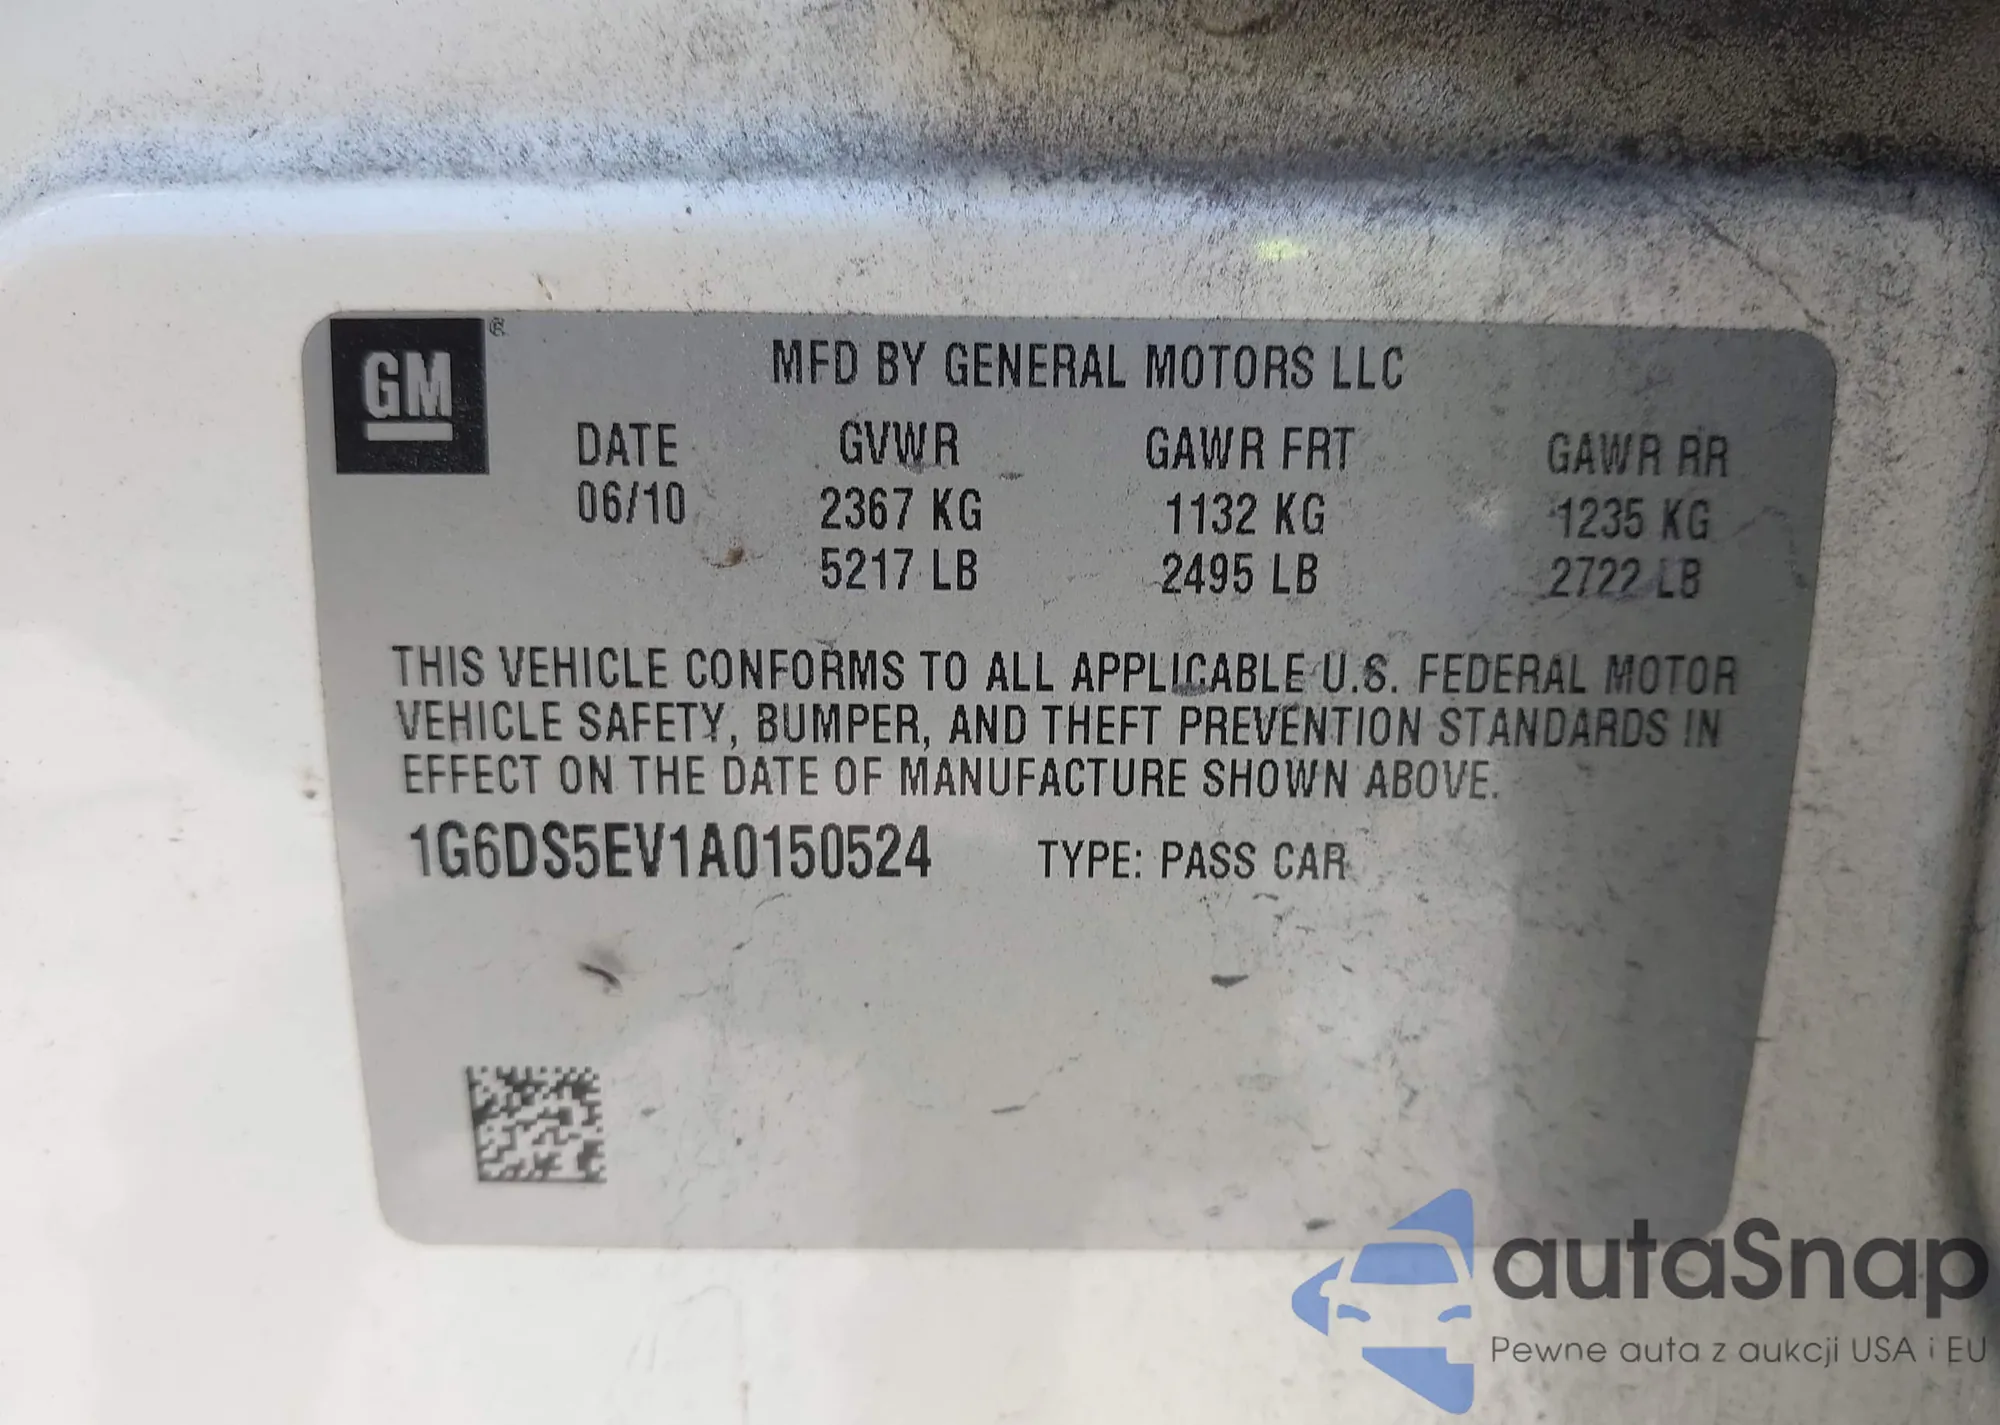 GM ®
MFD BY GENERAL MOTORS LLC
DATE GVWR GAWR FRT GAWR RR
06/10 2367 KG 1132 KG 1235 KG
5217 LB 2495 LB 2722 LB
THIS VEHICLE CONFORMS TO ALL APPLICABLE U.S. FEDERAL MOTOR
VEHICLE SAFETY, BUMPER, AND THEFT PREVENTION STANDARDS IN
EFFECT ON THE DATE OF MANUFACTURE SHOWN ABOVE.
1G6DS5EV1A0150524 TYPE: PASS CAR
autaSnap
Pewne auta z aukcji USA i EU